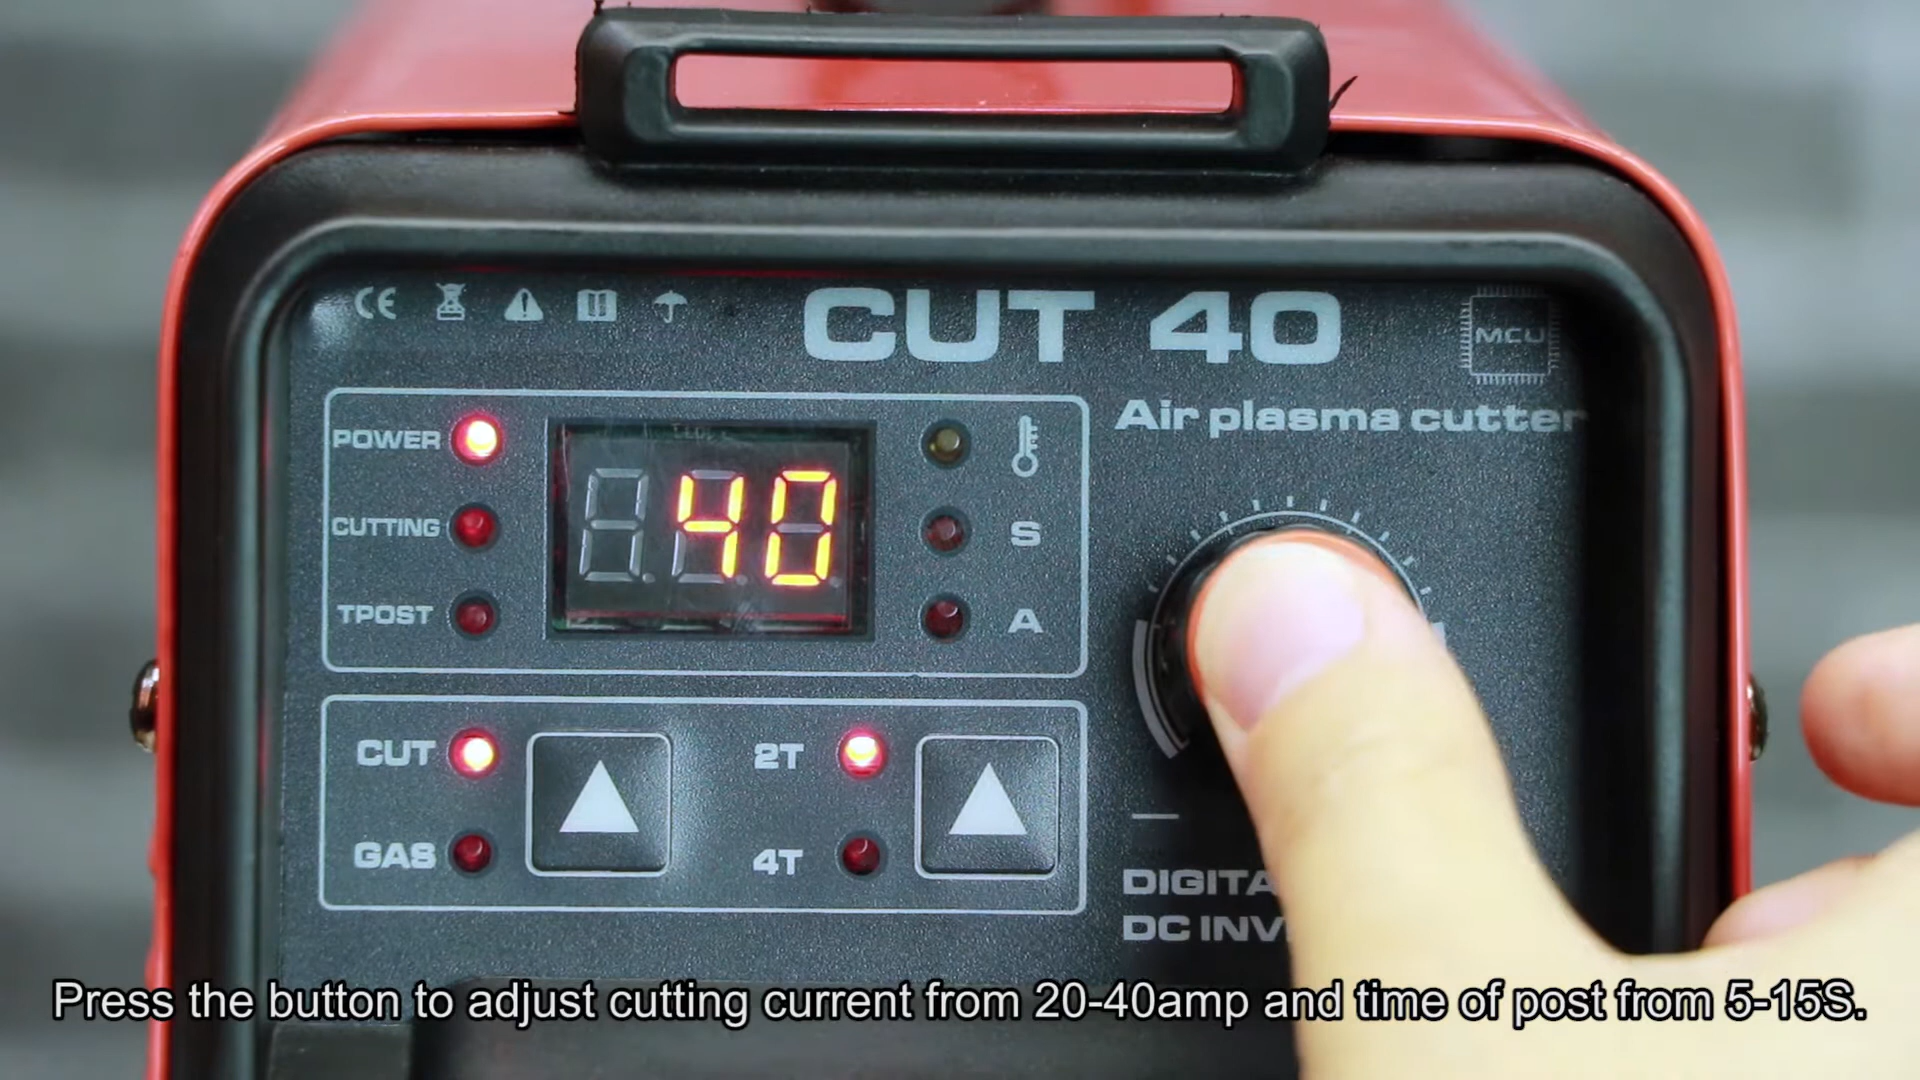 CE
CUT 40
MCU
Air plasma cutter
POWER
CUTTING
TPOST
40
S
A
CUT
GAS
2T
4T
DIGITA
DC INV
Press the button to adjust cutting current from 20-40amp and time of post from 5-15S.